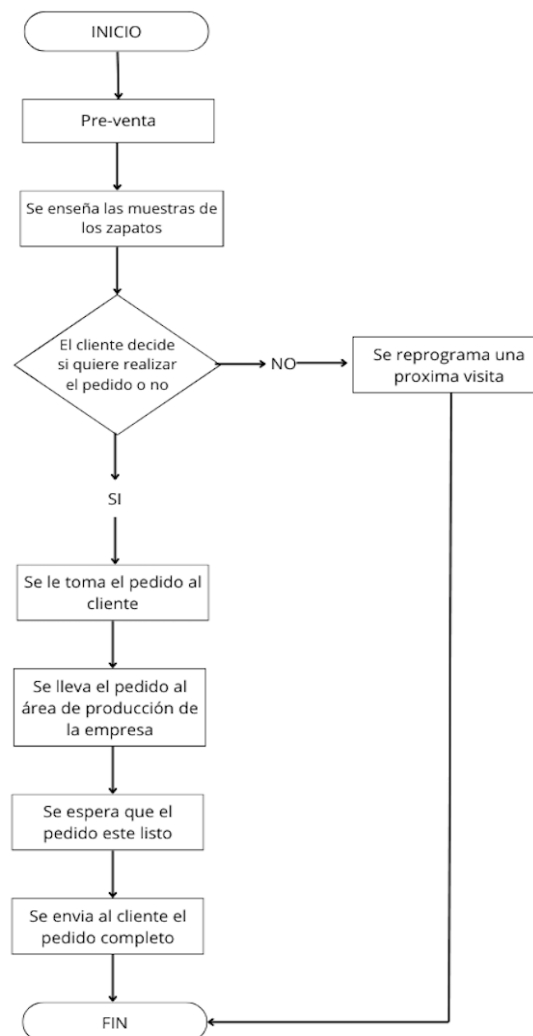 INICIO
Pre-venta
Se enseña las muestras de
los zapatos
El cliente decide
si quiere realizar
el pedido o no
NO
Se reprograma una
proxima visita
SI
Se le toma el pedido al
cliente
Se lleva el pedido al
área de producción de
la empresa
Se espera que el
pedido este listo
Se envia al cliente el
pedido completo
FIN